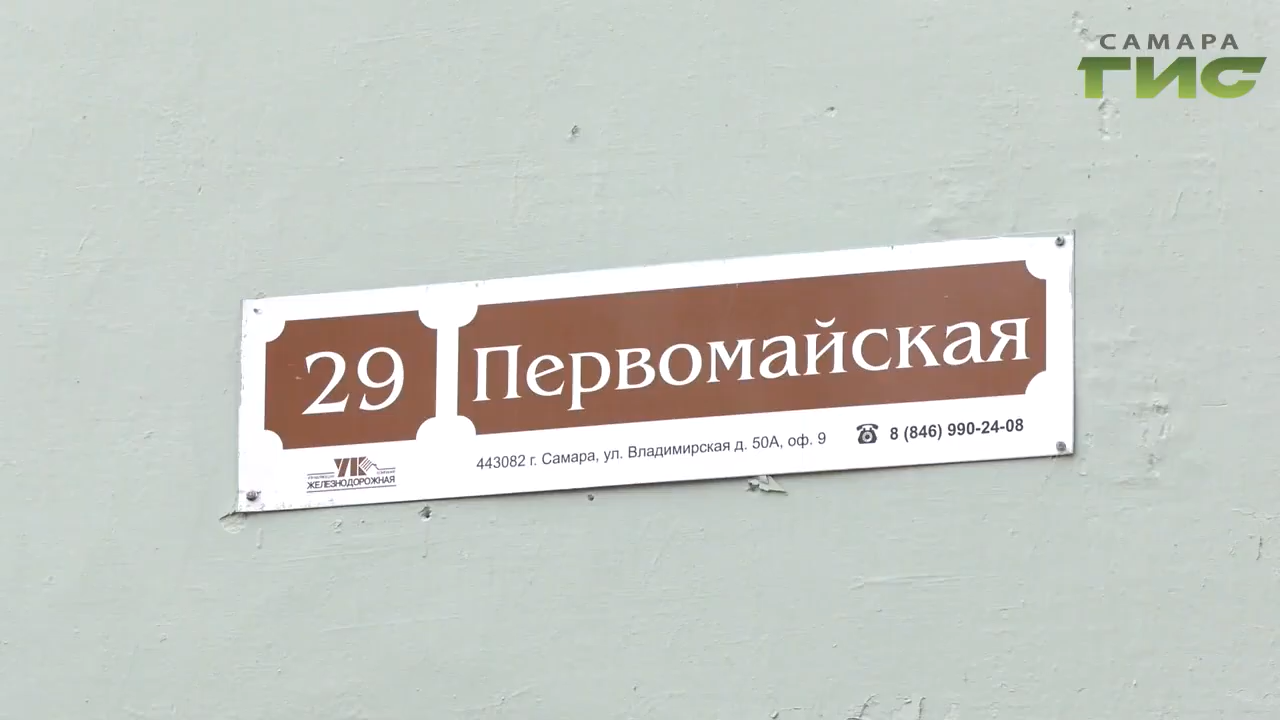 САМАРА
ГИС
29 Первомайская
443082 г. Самара, ул. Владимирская д. 50А, оф. 9 8 (846) 990-24-08
УК
ЖЕЛЕЗНОДОРОЖНАЯ